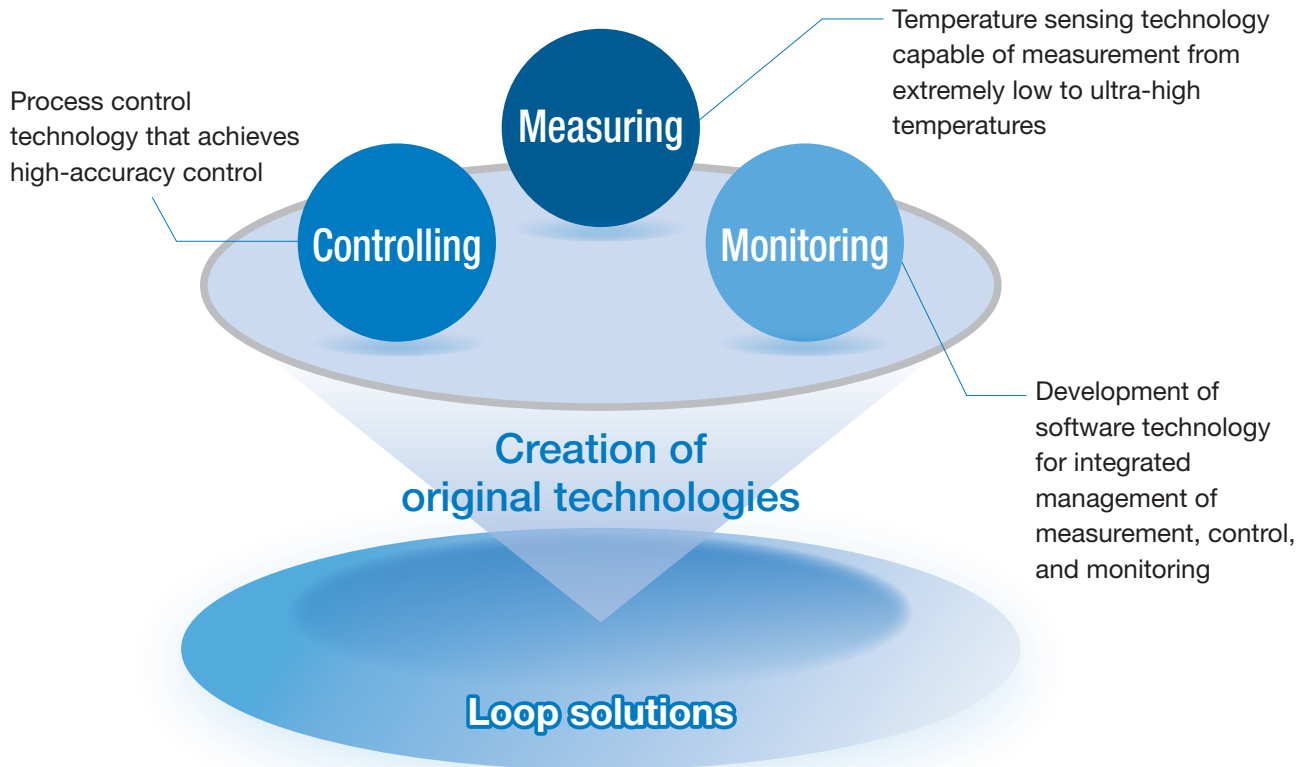 Temperature sensing technology
capable of measurement from
extremely low to ultra-high
temperatures
Process control
technology that achieves
high-accuracy control
Measuring
Controlling
Monitoring
Development of
software technology
for integrated
management of
measurement, control,
and monitoring
Creation of
original technologies
Loop solutions